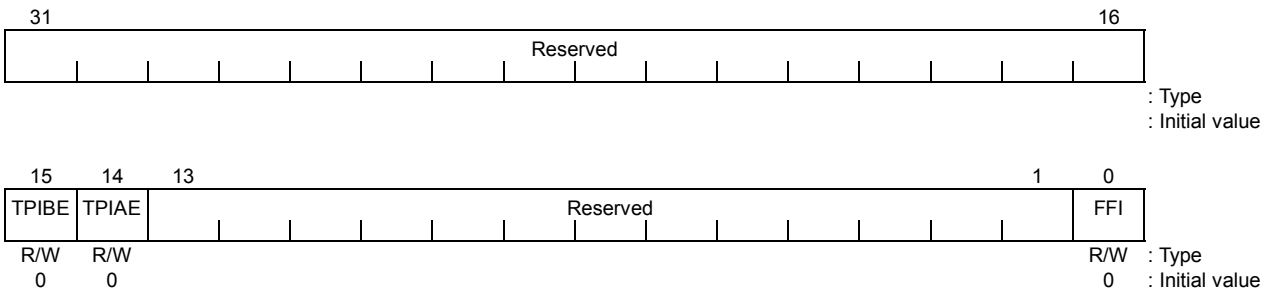 31 16
Reserved
: Type
: Initial value
15 14 13 1 0
TPIBE TPIAE Reserved FFI
R/W R/W R/W : Type
0 0 0 : Initial value